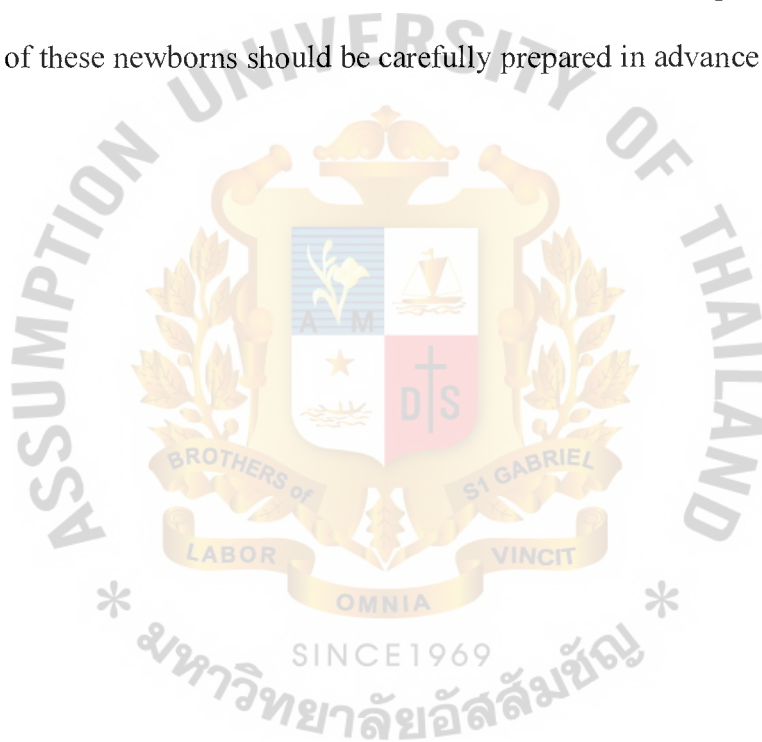 of these newborns should be carefully prepared in advance
ASSUMPTION UNIVERSITY OF THAILAND
A M
D S
BROTHERS of
S1 GABRIEL
LABOR
VINCIT
OMNIA
SINCE1969
* มหาวิทยาลัยอัสสัมชัญ *